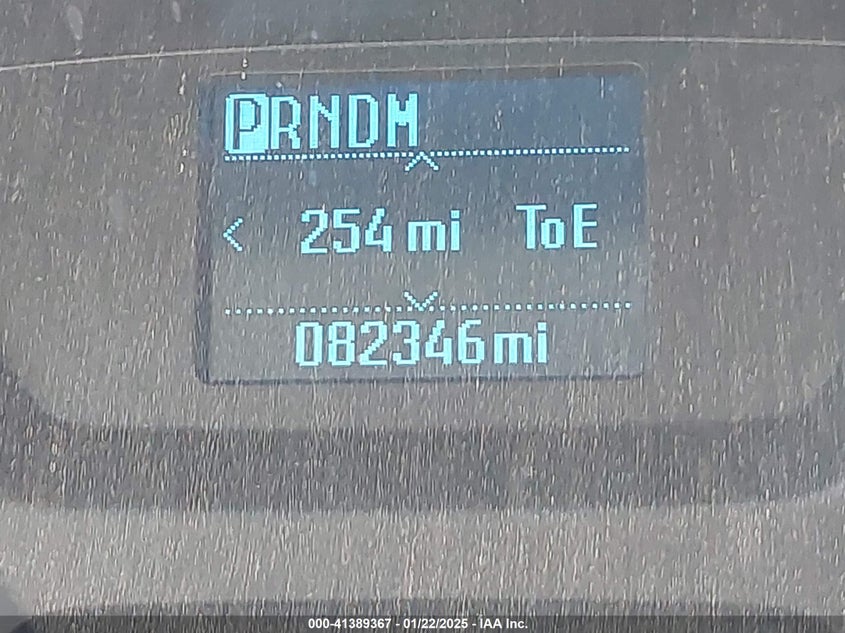 PRNDM
< 254 mi ToE
082346mi
000-41389367 - 01/22/2025 - IAA Inc.